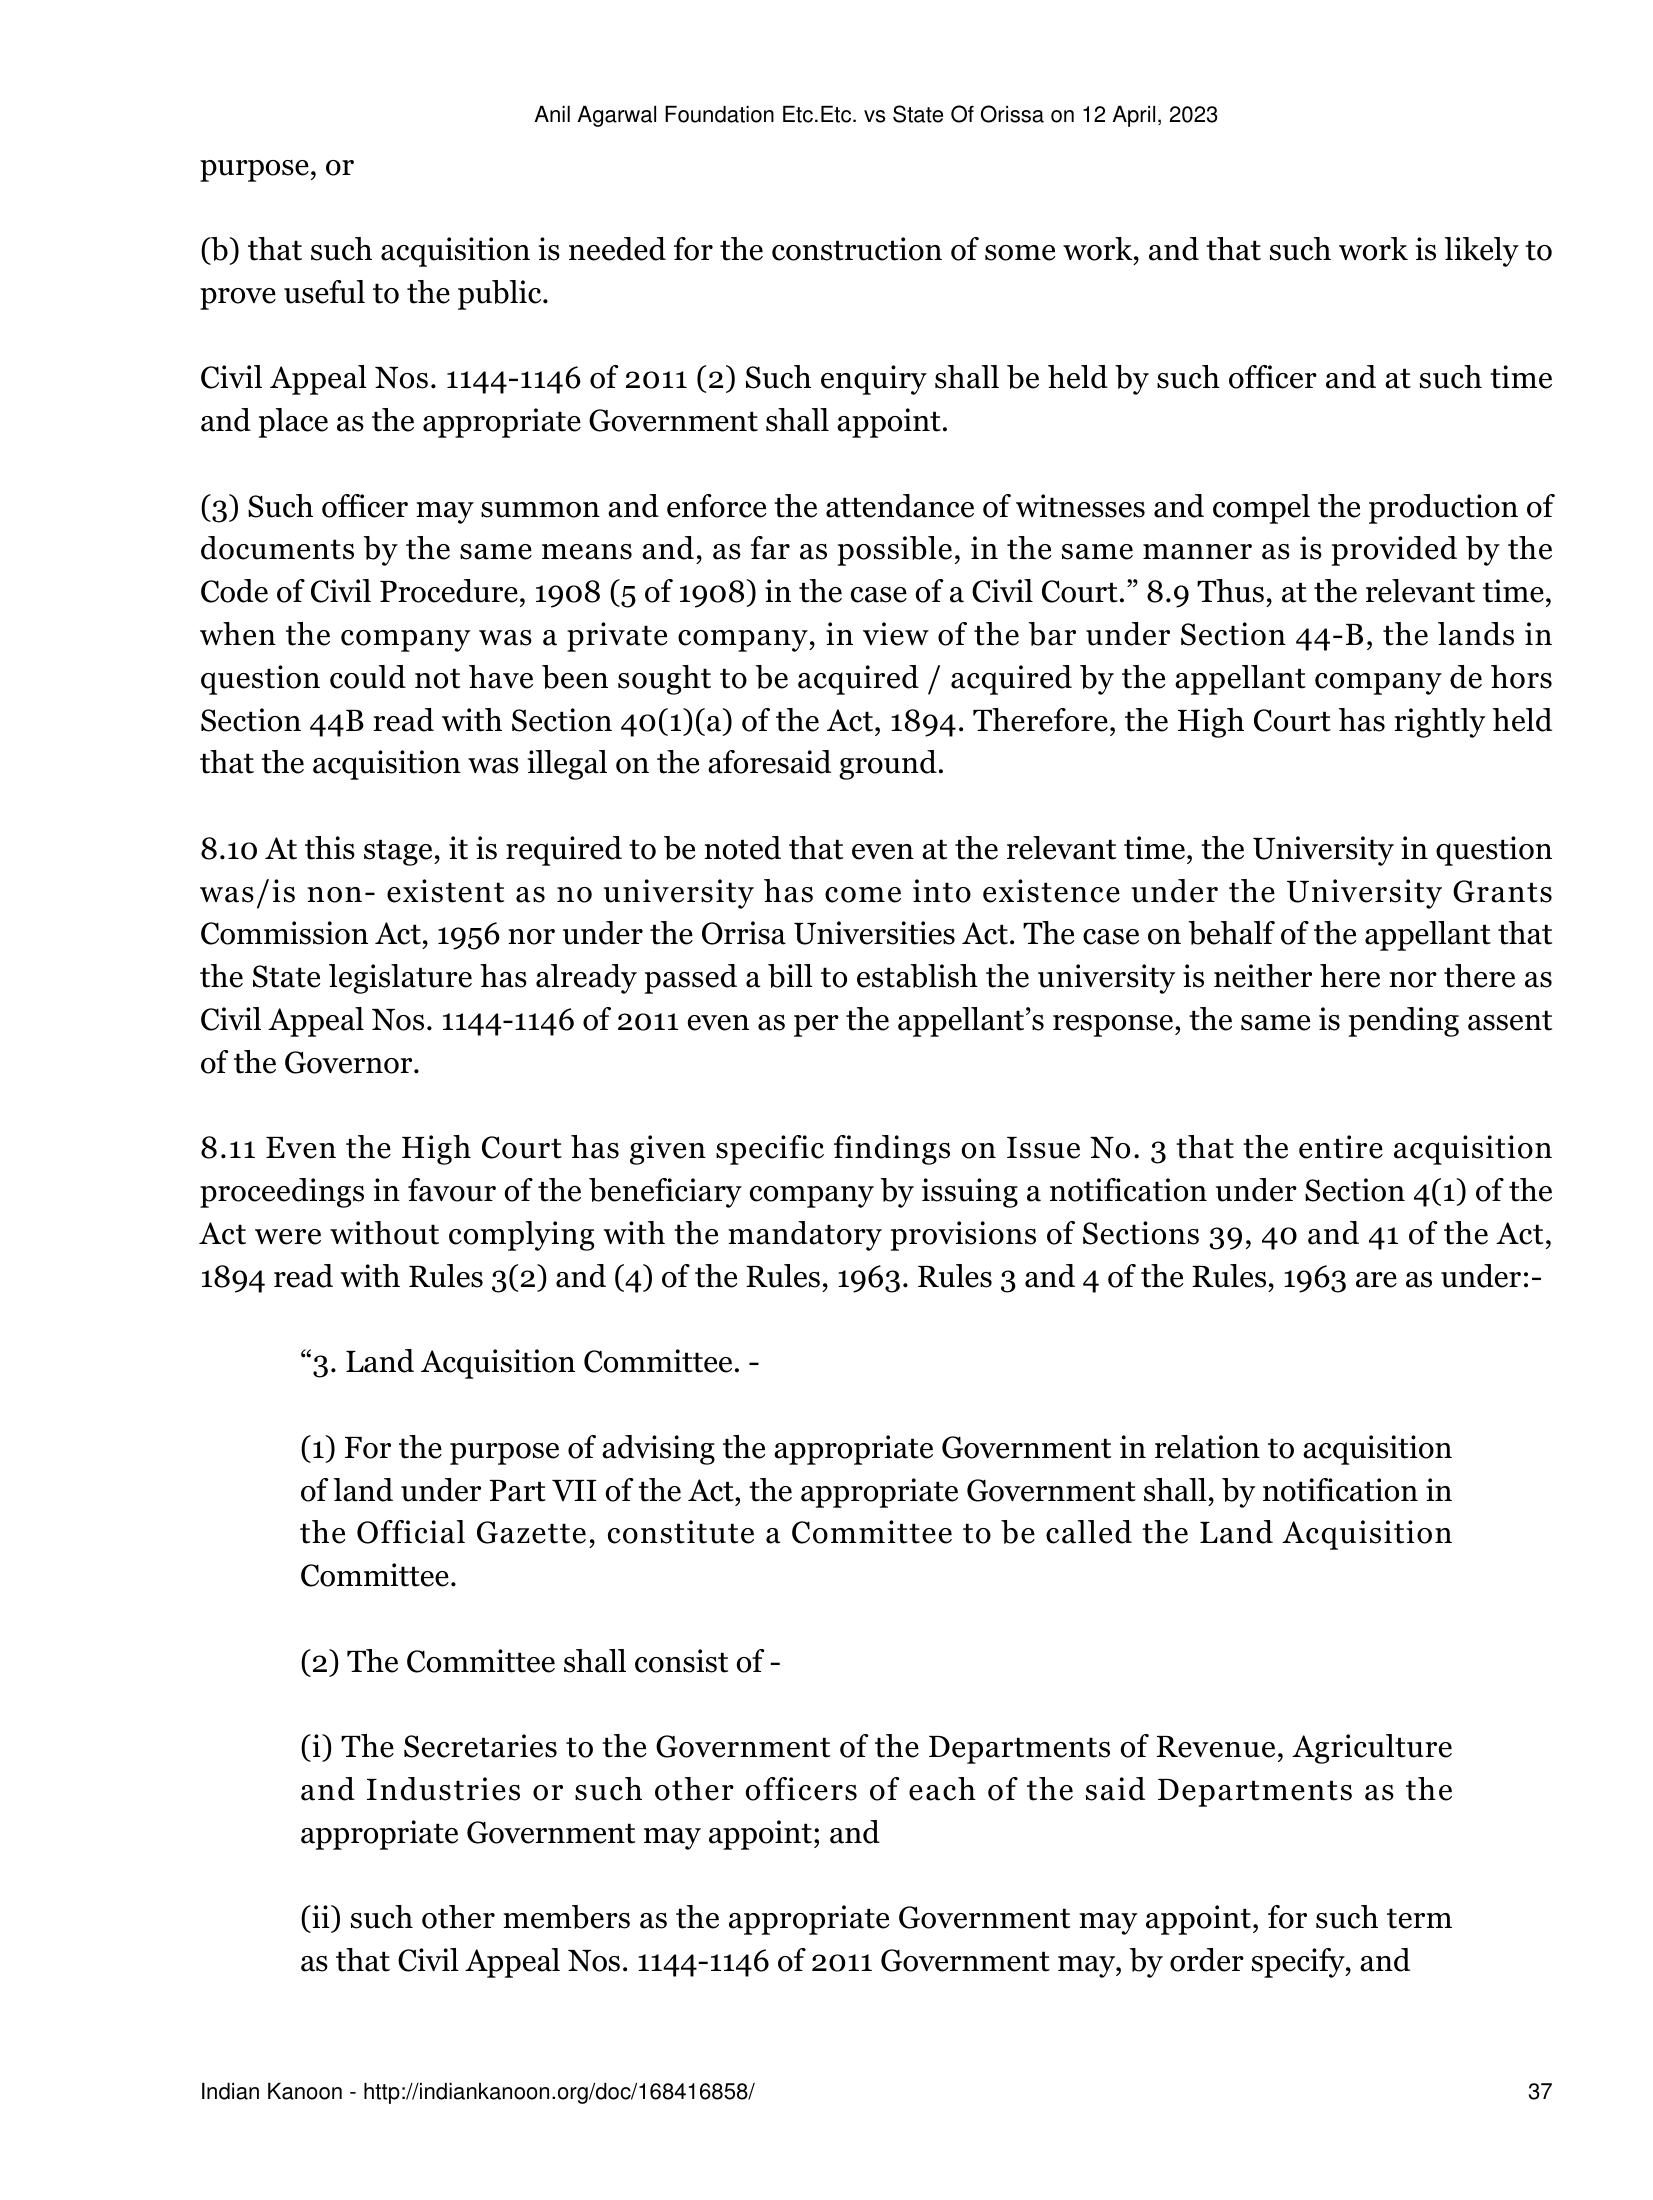 Anil Agarwal Foundation Etc.Etc. vs State Of Orissa on 12 April, 2023
purpose, or
(b) that such acquisition is needed for the construction of some work, and that such work is likely to
prove useful to the public.
Civil Appeal Nos. 1144-1146 of 2011 (2) Such enquiry shall be held by such officer and at such time
and place as the appropriate Government shall appoint.
(3) Such officer may summon and enforce the attendance of witnesses and compel the production of
documents by the same means and, as far as possible, in the same manner as is provided by the
Code of Civil Procedure, 1908 (5 of 1908) in the case of a Civil Court.” 8.9 Thus, at the relevant time,
when the company was a private company, in view of the bar under Section 44-B, the lands in
question could not have been sought to be acquired / acquired by the appellant company de hors
Section 44B read with Section 40(1)(a) of the Act, 1894. Therefore, the High Court has rightly held
that the acquisition was illegal on the aforesaid ground.
8.10 At this stage, it is required to be noted that even at the relevant time, the University in question
was/is non- existent as no university has come into existence under the University Grants
Commission Act, 1956 nor under the Orrisa Universities Act. The case on behalf of the appellant that
the State legislature has already passed a bill to establish the university is neither here nor there as
Civil Appeal Nos. 1144-1146 of 2011 even as per the appellant’s response, the same is pending assent
of the Governor.
8.11 Even the High Court has given specific findings on Issue No. 3 that the entire acquisition
proceedings in favour of the beneficiary company by issuing a notification under Section 4(1) of the
Act were without complying with the mandatory provisions of Sections 39, 40 and 41 of the Act,
1894 read with Rules 3(2) and (4) of the Rules, 1963. Rules 3 and 4 of the Rules, 1963 are as under:-
“3. Land Acquisition Committee. -
(1) For the purpose of advising the appropriate Government in relation to acquisition
of land under Part VII of the Act, the appropriate Government shall, by notification in
the Official Gazette, constitute a Committee to be called the Land Acquisition
Committee.
(2) The Committee shall consist of -
(i) The Secretaries to the Government of the Departments of Revenue, Agriculture
and Industries or such other officers of each of the said Departments as the
appropriate Government may appoint; and
(ii) such other members as the appropriate Government may appoint, for such term
as that Civil Appeal Nos. 1144-1146 of 2011 Government may, by order specify, and
Indian Kanoon - http://indiankanoon.org/doc/168416858/ 37